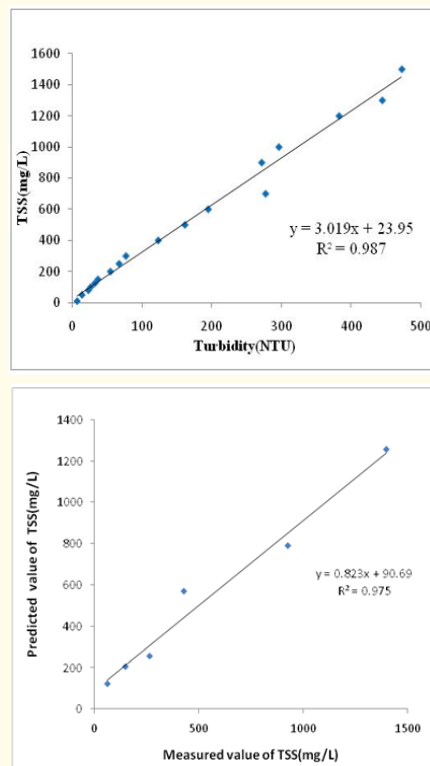 1600
1400
1200
1000
800
600
400
200
0
TSS(mg/L)
y = 3.019x + 23.95
R² = 0.987
0 100 200 300 400 500
Turbidity(NTU)
1400
1200
1000
800
600
400
200
0
Predicted value of TSS(mg/L)
y = 0.823x + 90.69
R² = 0.975
0 500 1000 1500
Measured value of TSS(mg/L)